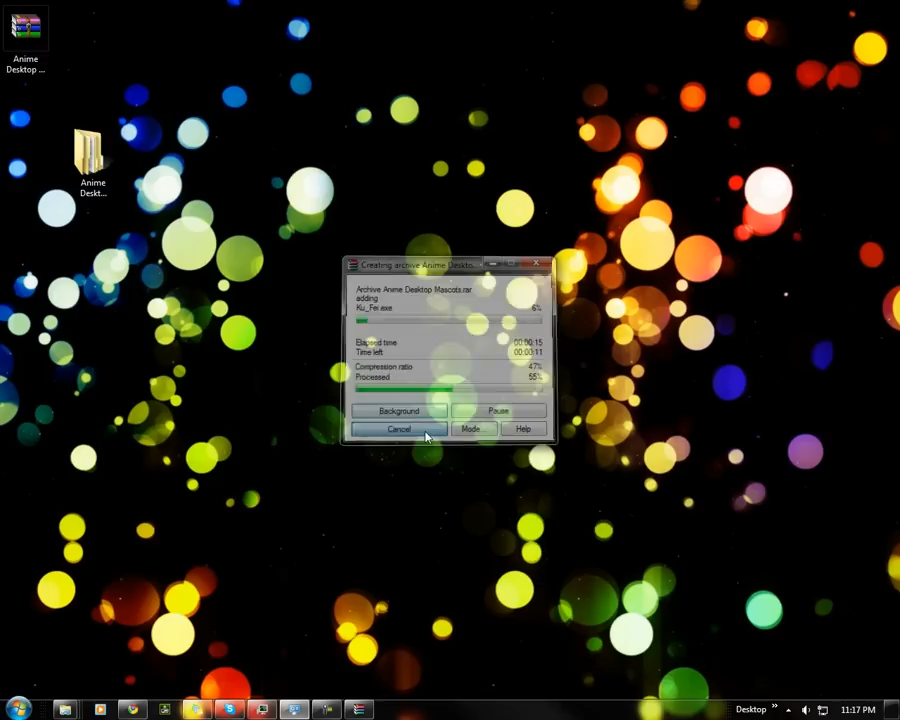 Anime
Desktop ...
Anime
Deskt...
Creating archive Anime Deskto...
Archive Anime Desktop Mascots.rar
adding
Ku_Fei.exe 6%
Elapsed time 00:00:15
Time left 00:00:11
Compression ratio 47%
Processed 55%
Background Pause
Cancel Mode... Help
Desktop » 11:17 PM